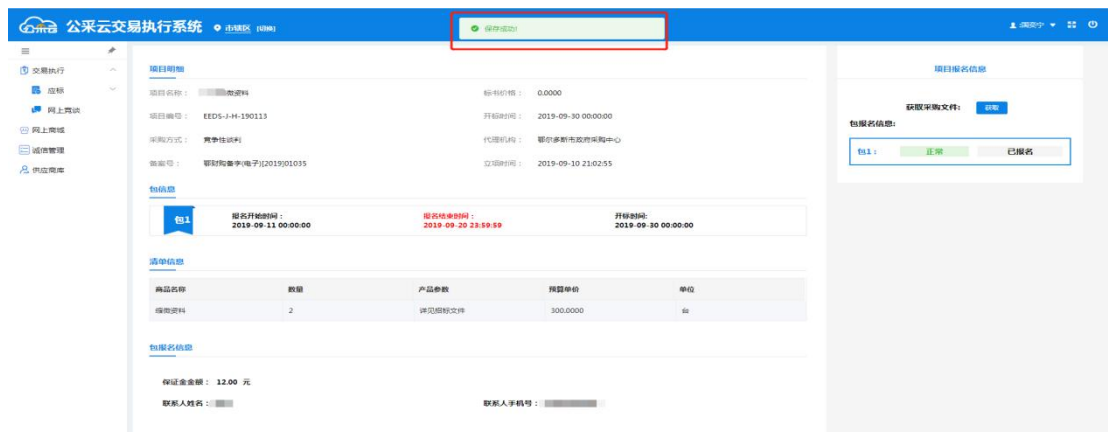 公采云交易执行系统 市辖区 [切换]
保存成功!
交易执行
应标
网上竞谈
网上商城
诚信管理
供应商库
项目明细
项目名称：微资料 标书价格：0.0000
项目编号：EEDS-J-H-190113 开标时间：2019-09-30 00:00:00
采购方式：竞争性谈判 代理机构：鄂尔多斯市政府采购中心
备案号：鄂财购备字(电子)[2019]01035 立项时间：2019-09-10 21:02:55
包信息
包1 报名开始时间： 报名结束时间： 开标时间:
2019-09-11 00:00:00 2019-09-20 23:59:59 2019-09-30 00:00:00
清单信息
商品名称 数量 产品参数 预算单价 单位
缩微资料 2 详见招标文件 300.0000 台
包报名信息
保证金金额：12.00 元
联系人姓名： 联系人手机号：
项目报名信息
获取采购文件: 获取
包报名信息:
包1： 正常 已报名